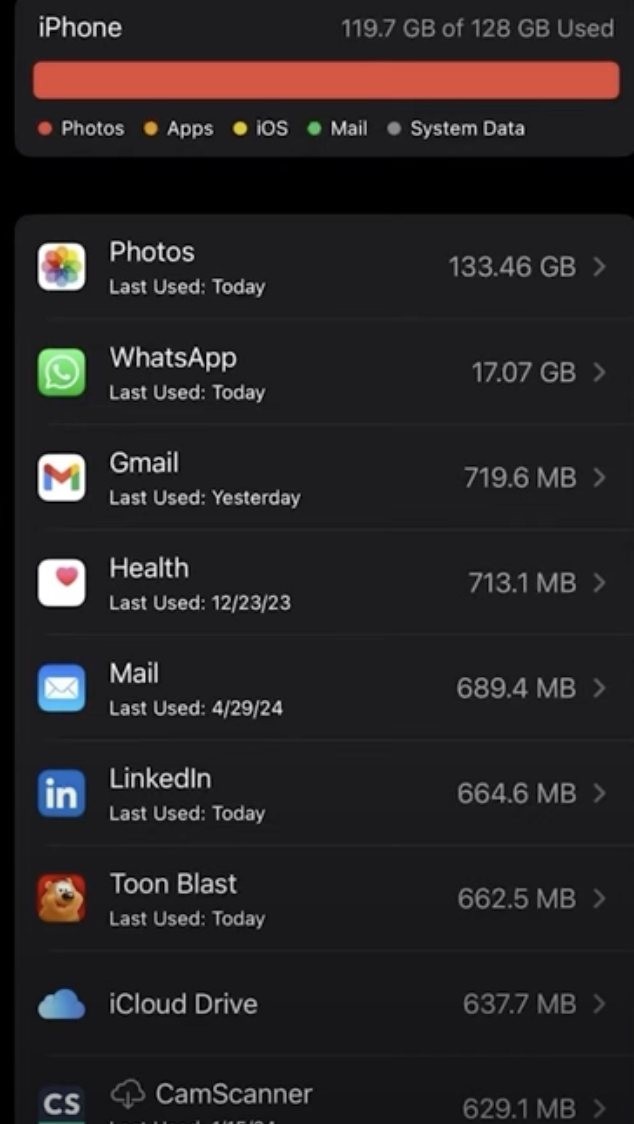 iPhone 119.7 GB of 128 GB Used
Photos Apps iOS Mail System Data
Photos
133.46 GB
Last Used: Today
WhatsApp
17.07 GB
Last Used: Today
Gmail
719.6 MB
Last Used: Yesterday
Health
713.1 MB
Last Used: 12/23/23
Mail
689.4 MB
Last Used: 4/29/24
in
LinkedIn
664.6 MB
Last Used: Today
Toon Blast
662.5 MB
Last Used: Today
iCloud Drive 637.7 MB
CS
CamScanner
629.1 MB